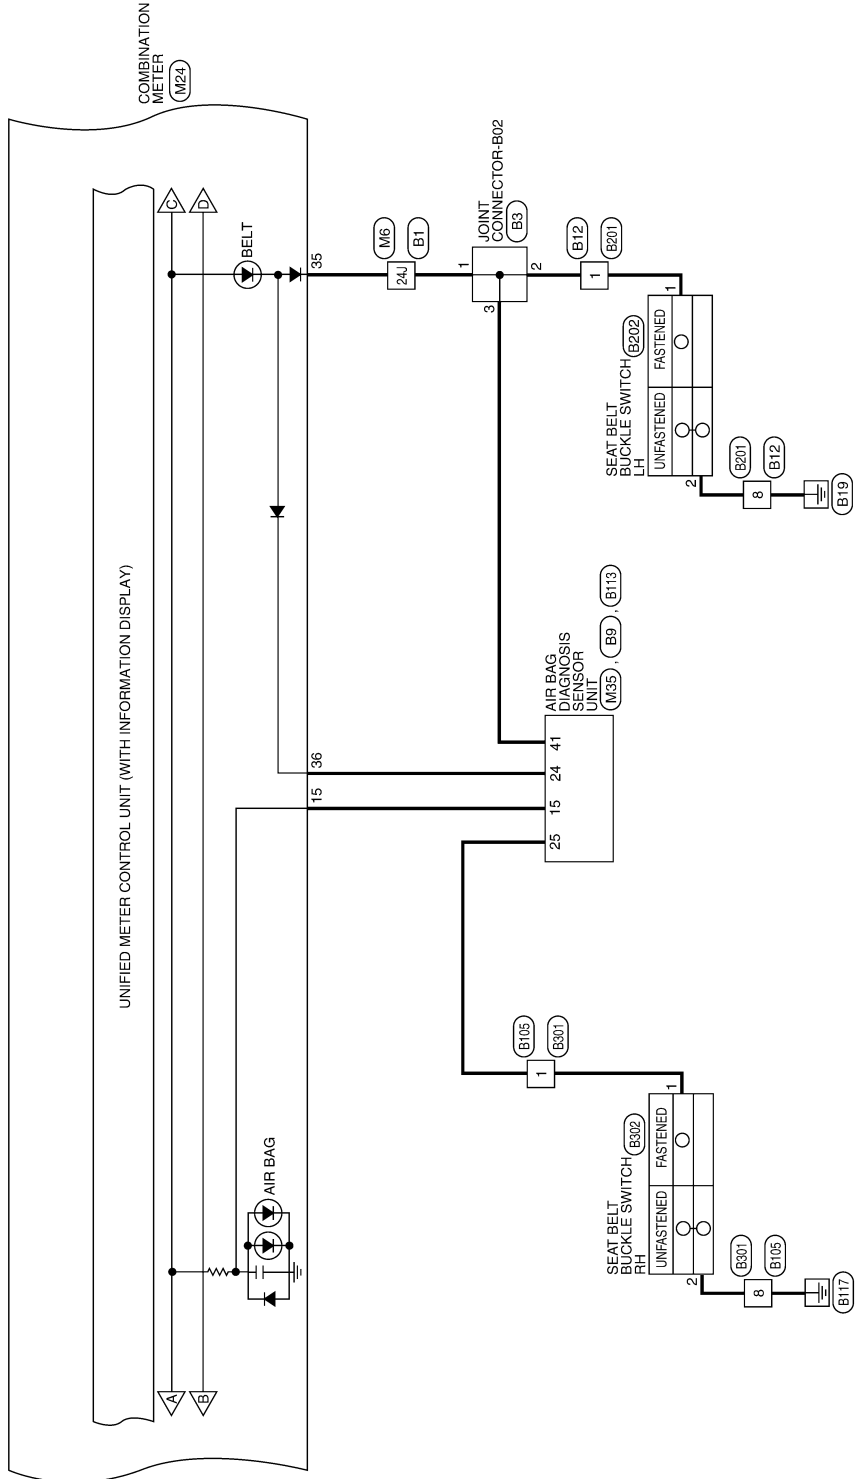 COMBINATION
METER
M24
UNIFIED METER CONTROL UNIT (WITH INFORMATION DISPLAY)
A
B
C
D
AIR BAG
BELT
15
36
35
M6
24J
B1
1
JOINT
CONNECTOR-B02
B3
3
2
B12
1
B201
1
SEAT BELT
BUCKLE SWITCH
LH
B202
UNFASTENED
FASTENED
2
B201
8
B12
B19
AIR BAG
DIAGNOSIS
SENSOR
UNIT
M35 , B9 , B113
25
15
24
41
B105
1
B301
1
SEAT BELT
BUCKLE SWITCH
RH
B302
UNFASTENED
FASTENED
2
B301
8
B105
B117